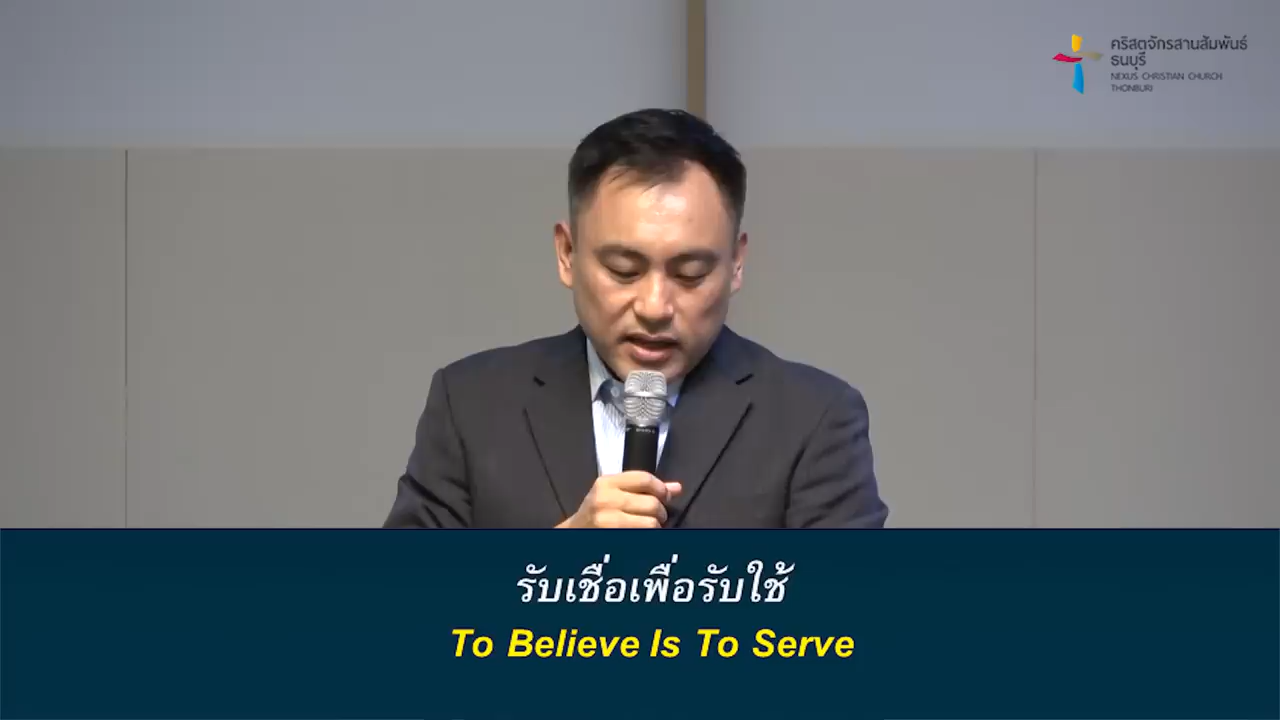 คริสตจักรสานสัมพันธ์
ธนบุรี
NEXUS CHRISTIAN CHURCH
THONBURI
รับเชื่อเพื่อรับใช้
To Believe Is To Serve